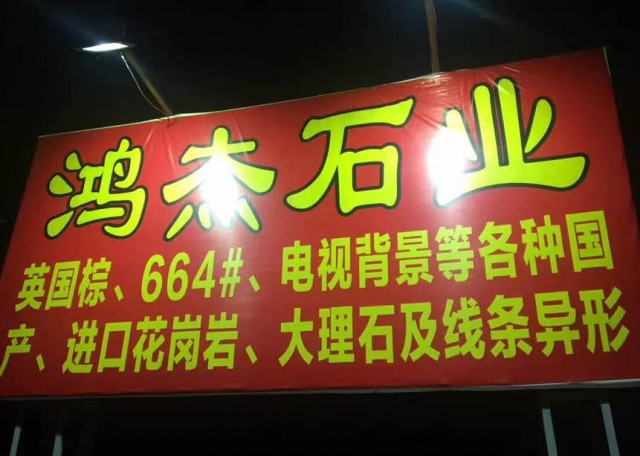 鸿杰石业
英国棕、664#、电视背景等各种国
产、进口花岗岩、大理石及线条异形